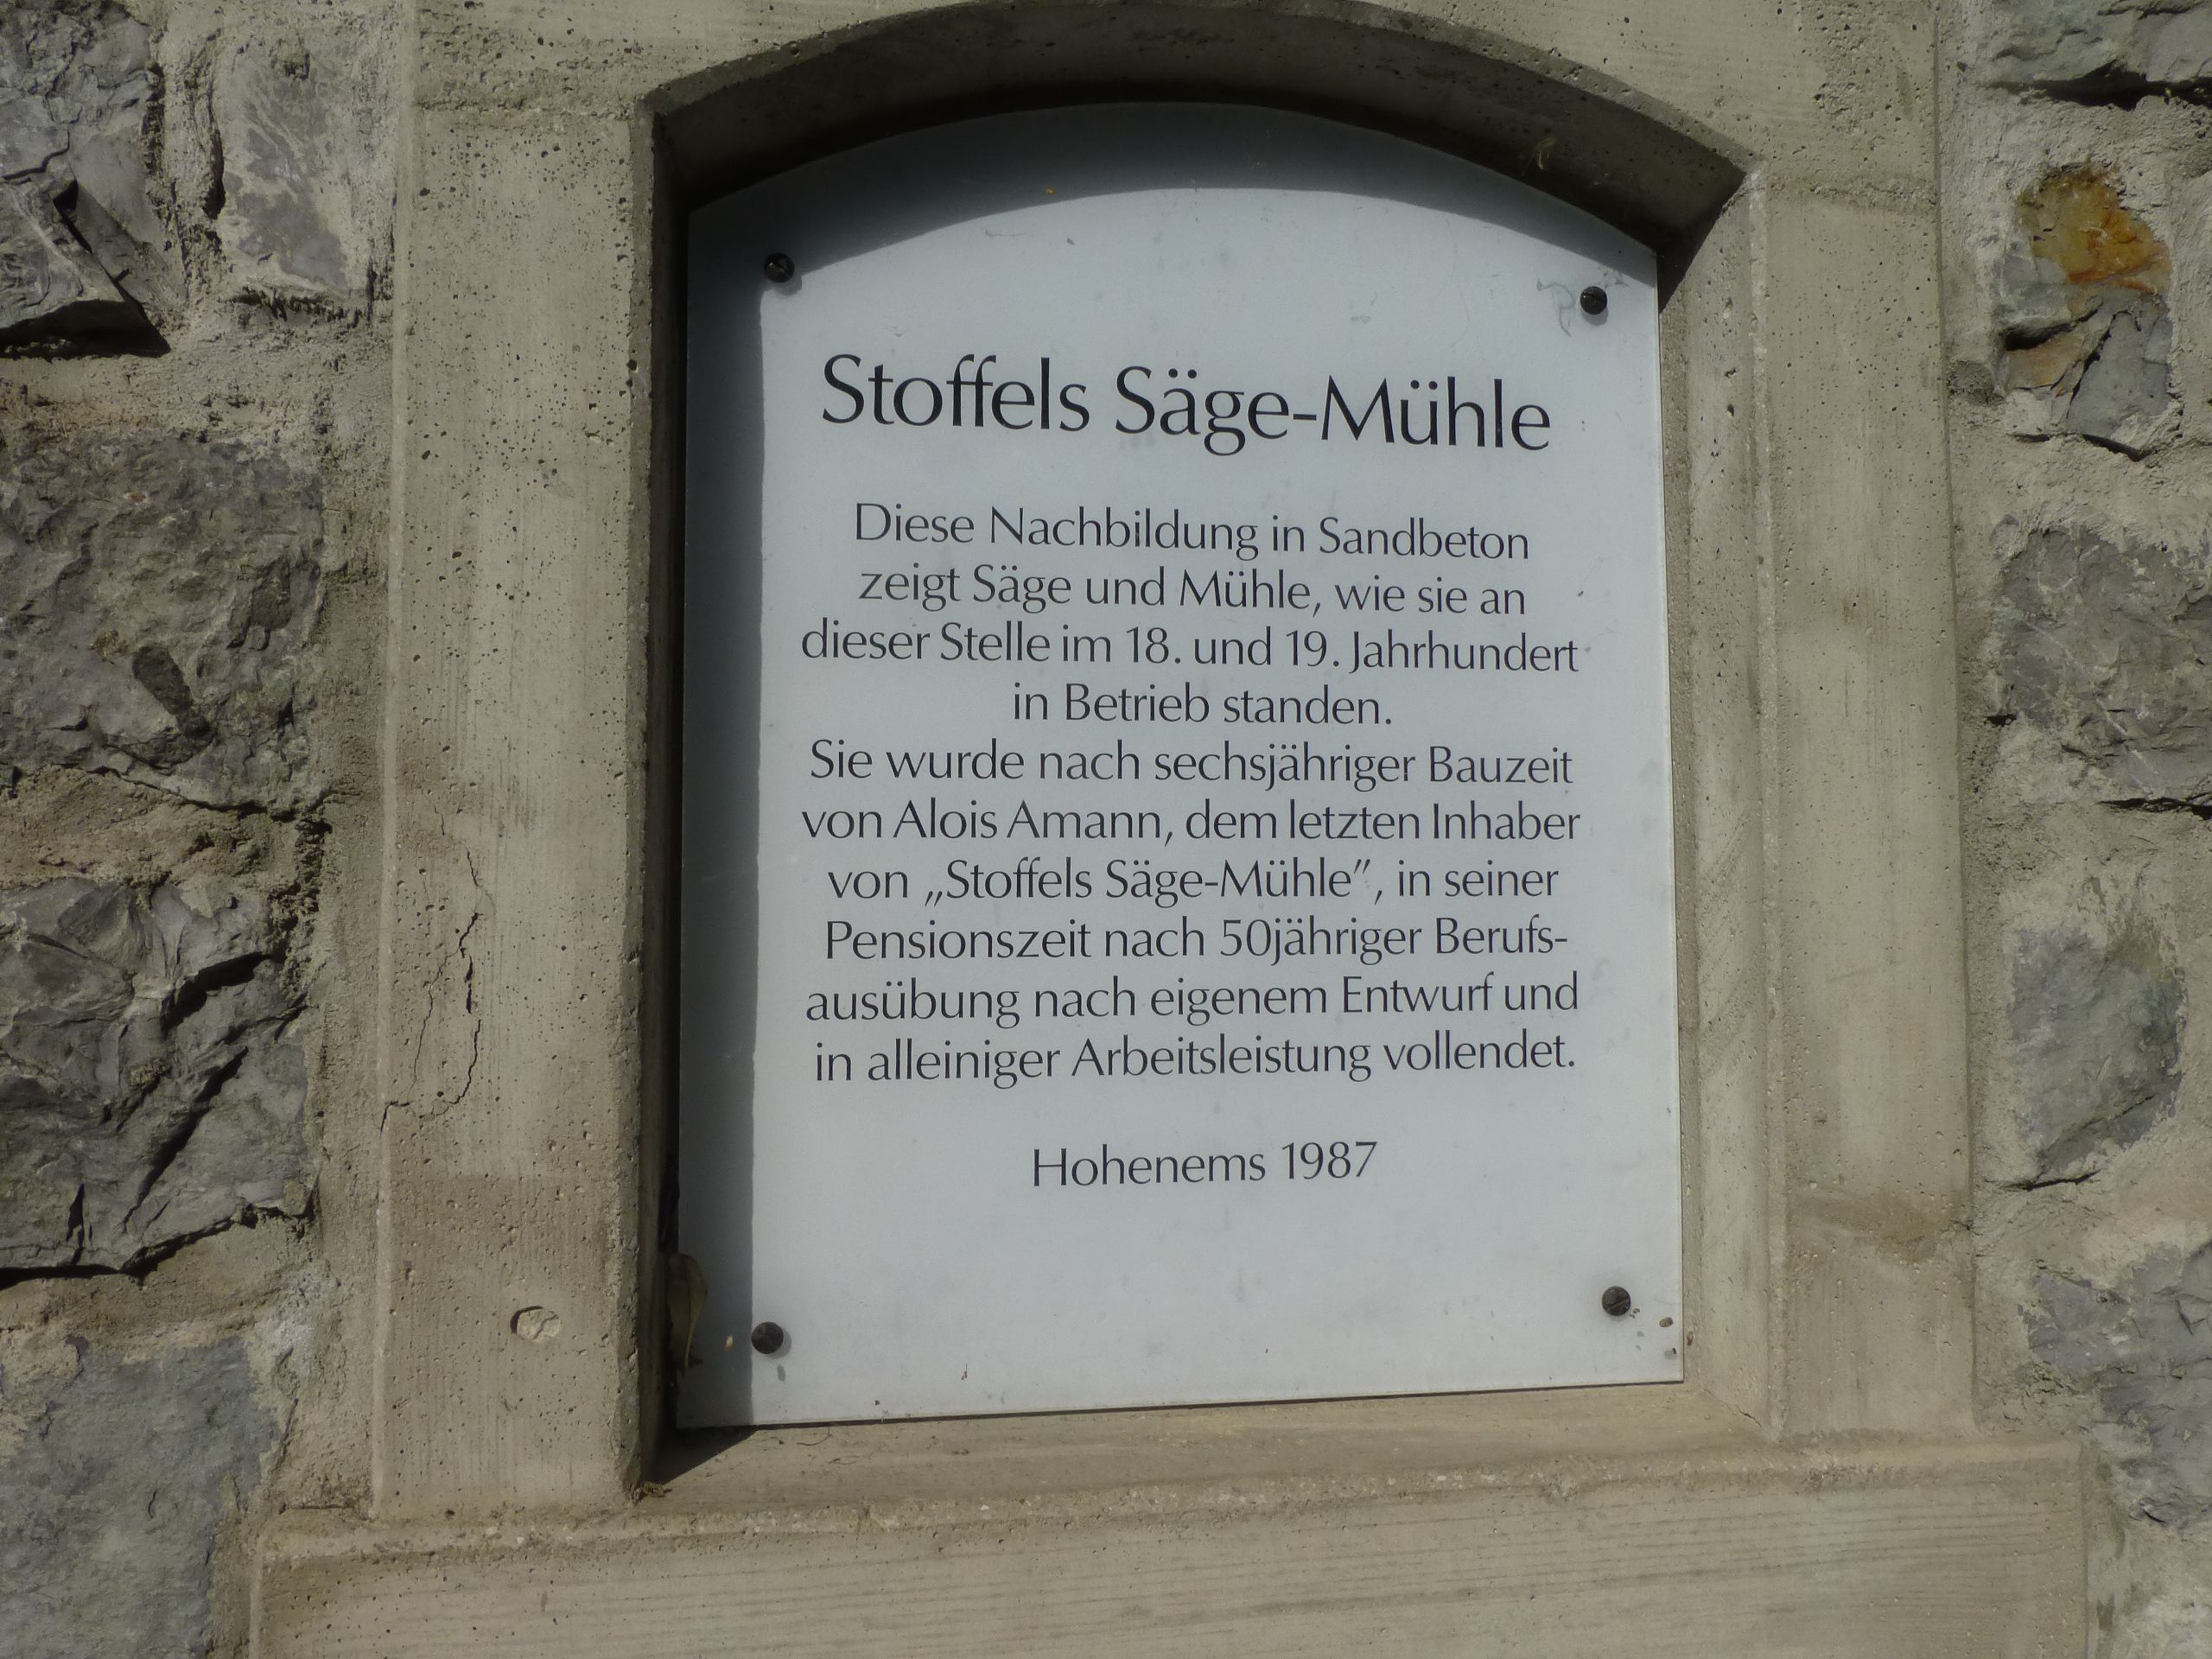 Stoffels Säge-Mühle
Diese Nachbildung in Sandbeton
zeigt Säge und Mühle, wie sie an
dieser Stelle im 18. und 19. Jahrhundert
in Betrieb standen.
Sie wurde nach sechsjähriger Bauzeit
von Alois Amann, dem letzten Inhaber
von „Stoffels Säge-Mühle”, in seiner
Pensionszeit nach 50jähriger Berufs-
ausübung nach eigenem Entwurf und
in alleiniger Arbeitsleistung vollendet.
Hohenems 1987